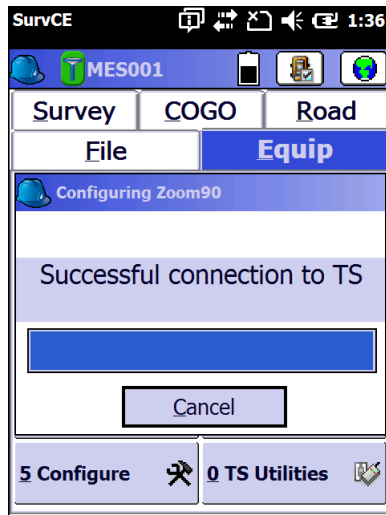 SurvCE 1:36
MES001
Survey COGO Road
File Equip
Configuring Zoom90
Successful connection to TS
Cancel
5 Configure 0 TS Utilities